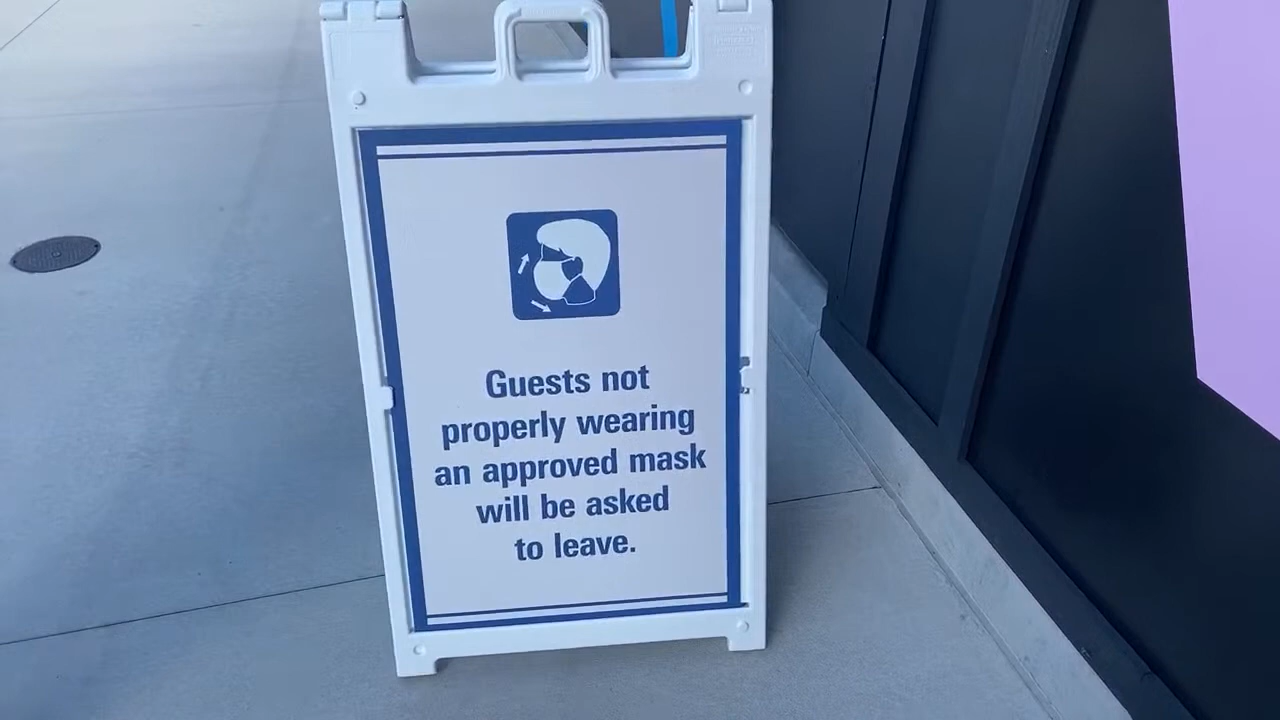 Guests not
properly wearing
an approved mask
will be asked
to leave.